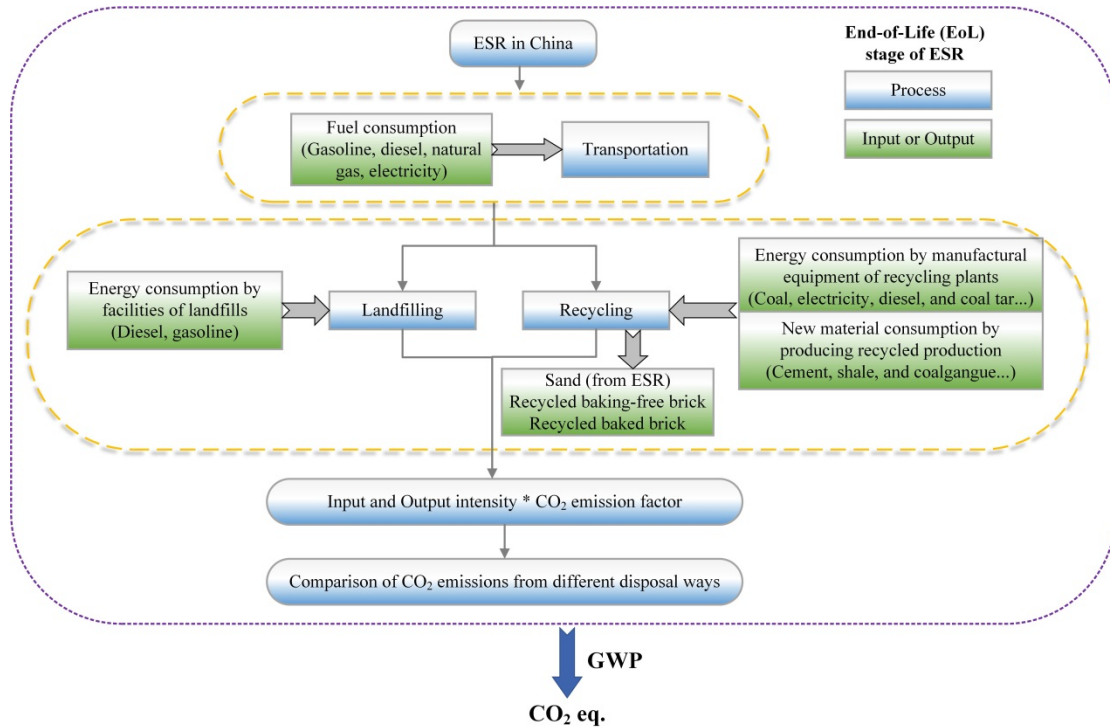 ESR in China
End-of-Life (EoL)
stage of ESR
Process
Input or Output
Fuel consumption
(Gasoline, diesel, natural
gas, electricity)
Transportation
Energy consumption by
facilities of landfills
(Diesel, gasoline)
Landfilling
Recycling
Energy consumption by manufactural
equipment of recycling plants
(Coal, electricity, diesel, and coal tar...)
New material consumption by
producing recycled production
(Cement, shale, and coalgangue...)
Sand (from ESR)
Recycled baking-free brick
Recycled baked brick
Input and Output intensity * CO₂ emission factor
Comparison of CO₂ emissions from different disposal ways
GWP
CO₂ eq.